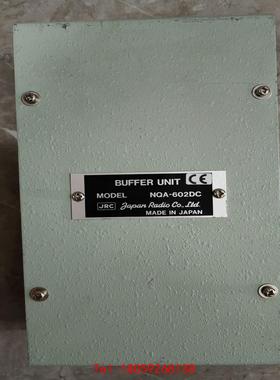 BUFFER UNIT CE
MODEL NQA-602DC
JRC Japan Radio Co., Ltd.
MADE IN JAPAN